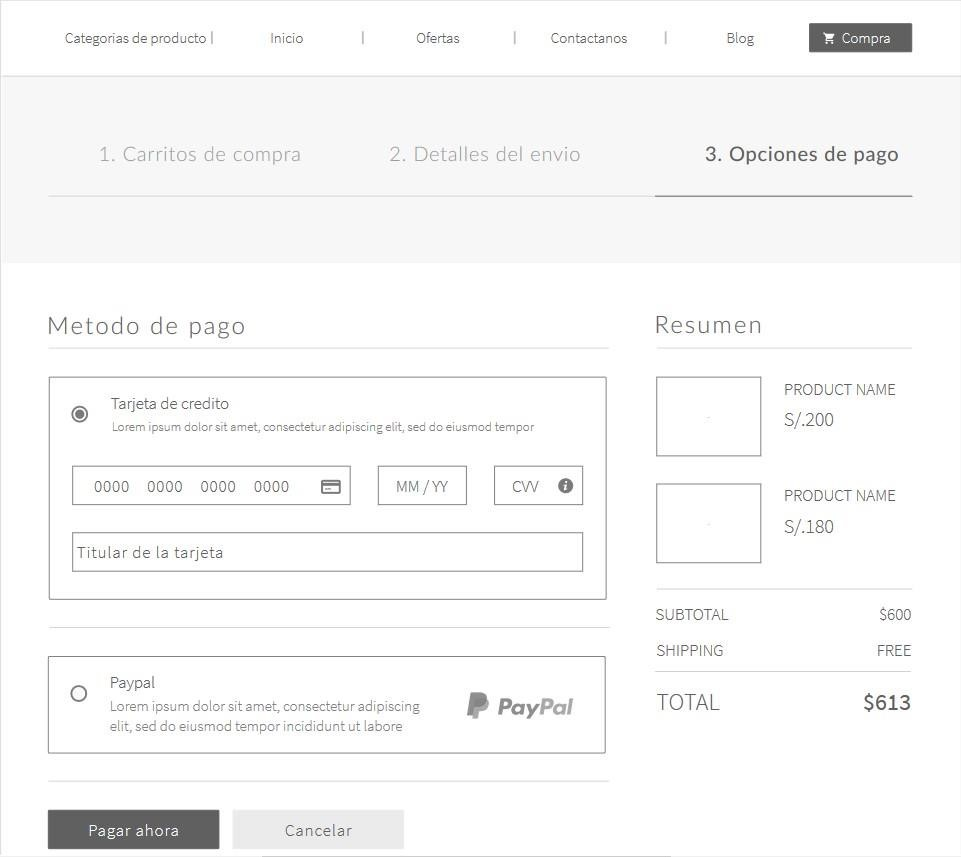 Categorias de producto | Inicio | Ofertas | Contactanos | Blog Compra
1. Carritos de compra 2. Detalles del envio 3. Opciones de pago
Metodo de pago
Tarjeta de credito
Lorem ipsum dolor sit amet, consectetur adipiscing elit, sed do eiusmod tempor
0000 0000 0000 0000 MM / YY CVV
Titular de la tarjeta
Paypal
Lorem ipsum dolor sit amet, consectetur adipiscing
elit, sed do eiusmod tempor incididunt ut labore
PayPal
Pagar ahora Cancelar
Resumen
PRODUCT NAME
S/.200
PRODUCT NAME
S/.180
SUBTOTAL $600
SHIPPING FREE
TOTAL $613